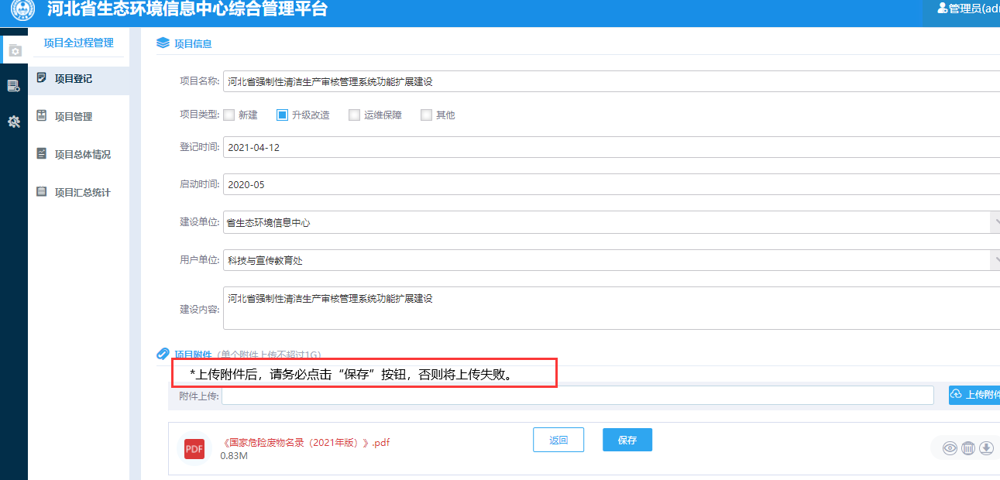 河北省生态环境信息中心综合管理平台
管理员(adm
项目全过程管理
项目登记
项目管理
项目总体情况
项目汇总统计
项目信息
项目名称: 河北省强制性清洁生产审核管理系统功能扩展建设
项目类型: 新建 升级改造 运维保障 其他
登记时间: 2021-04-12
启动时间: 2020-05
建设单位: 省生态环境信息中心
用户单位: 科技与宣传教育处
建设内容: 河北省强制性清洁生产审核管理系统功能扩展建设
项目附件 (单个附件上传不超过1G)
*上传附件后，请务必点击“保存”按钮，否则将上传失败。
附件上传:
上传附件
PDF
《国家危险废物名录（2021年版）》.pdf
0.83M
返回
保存